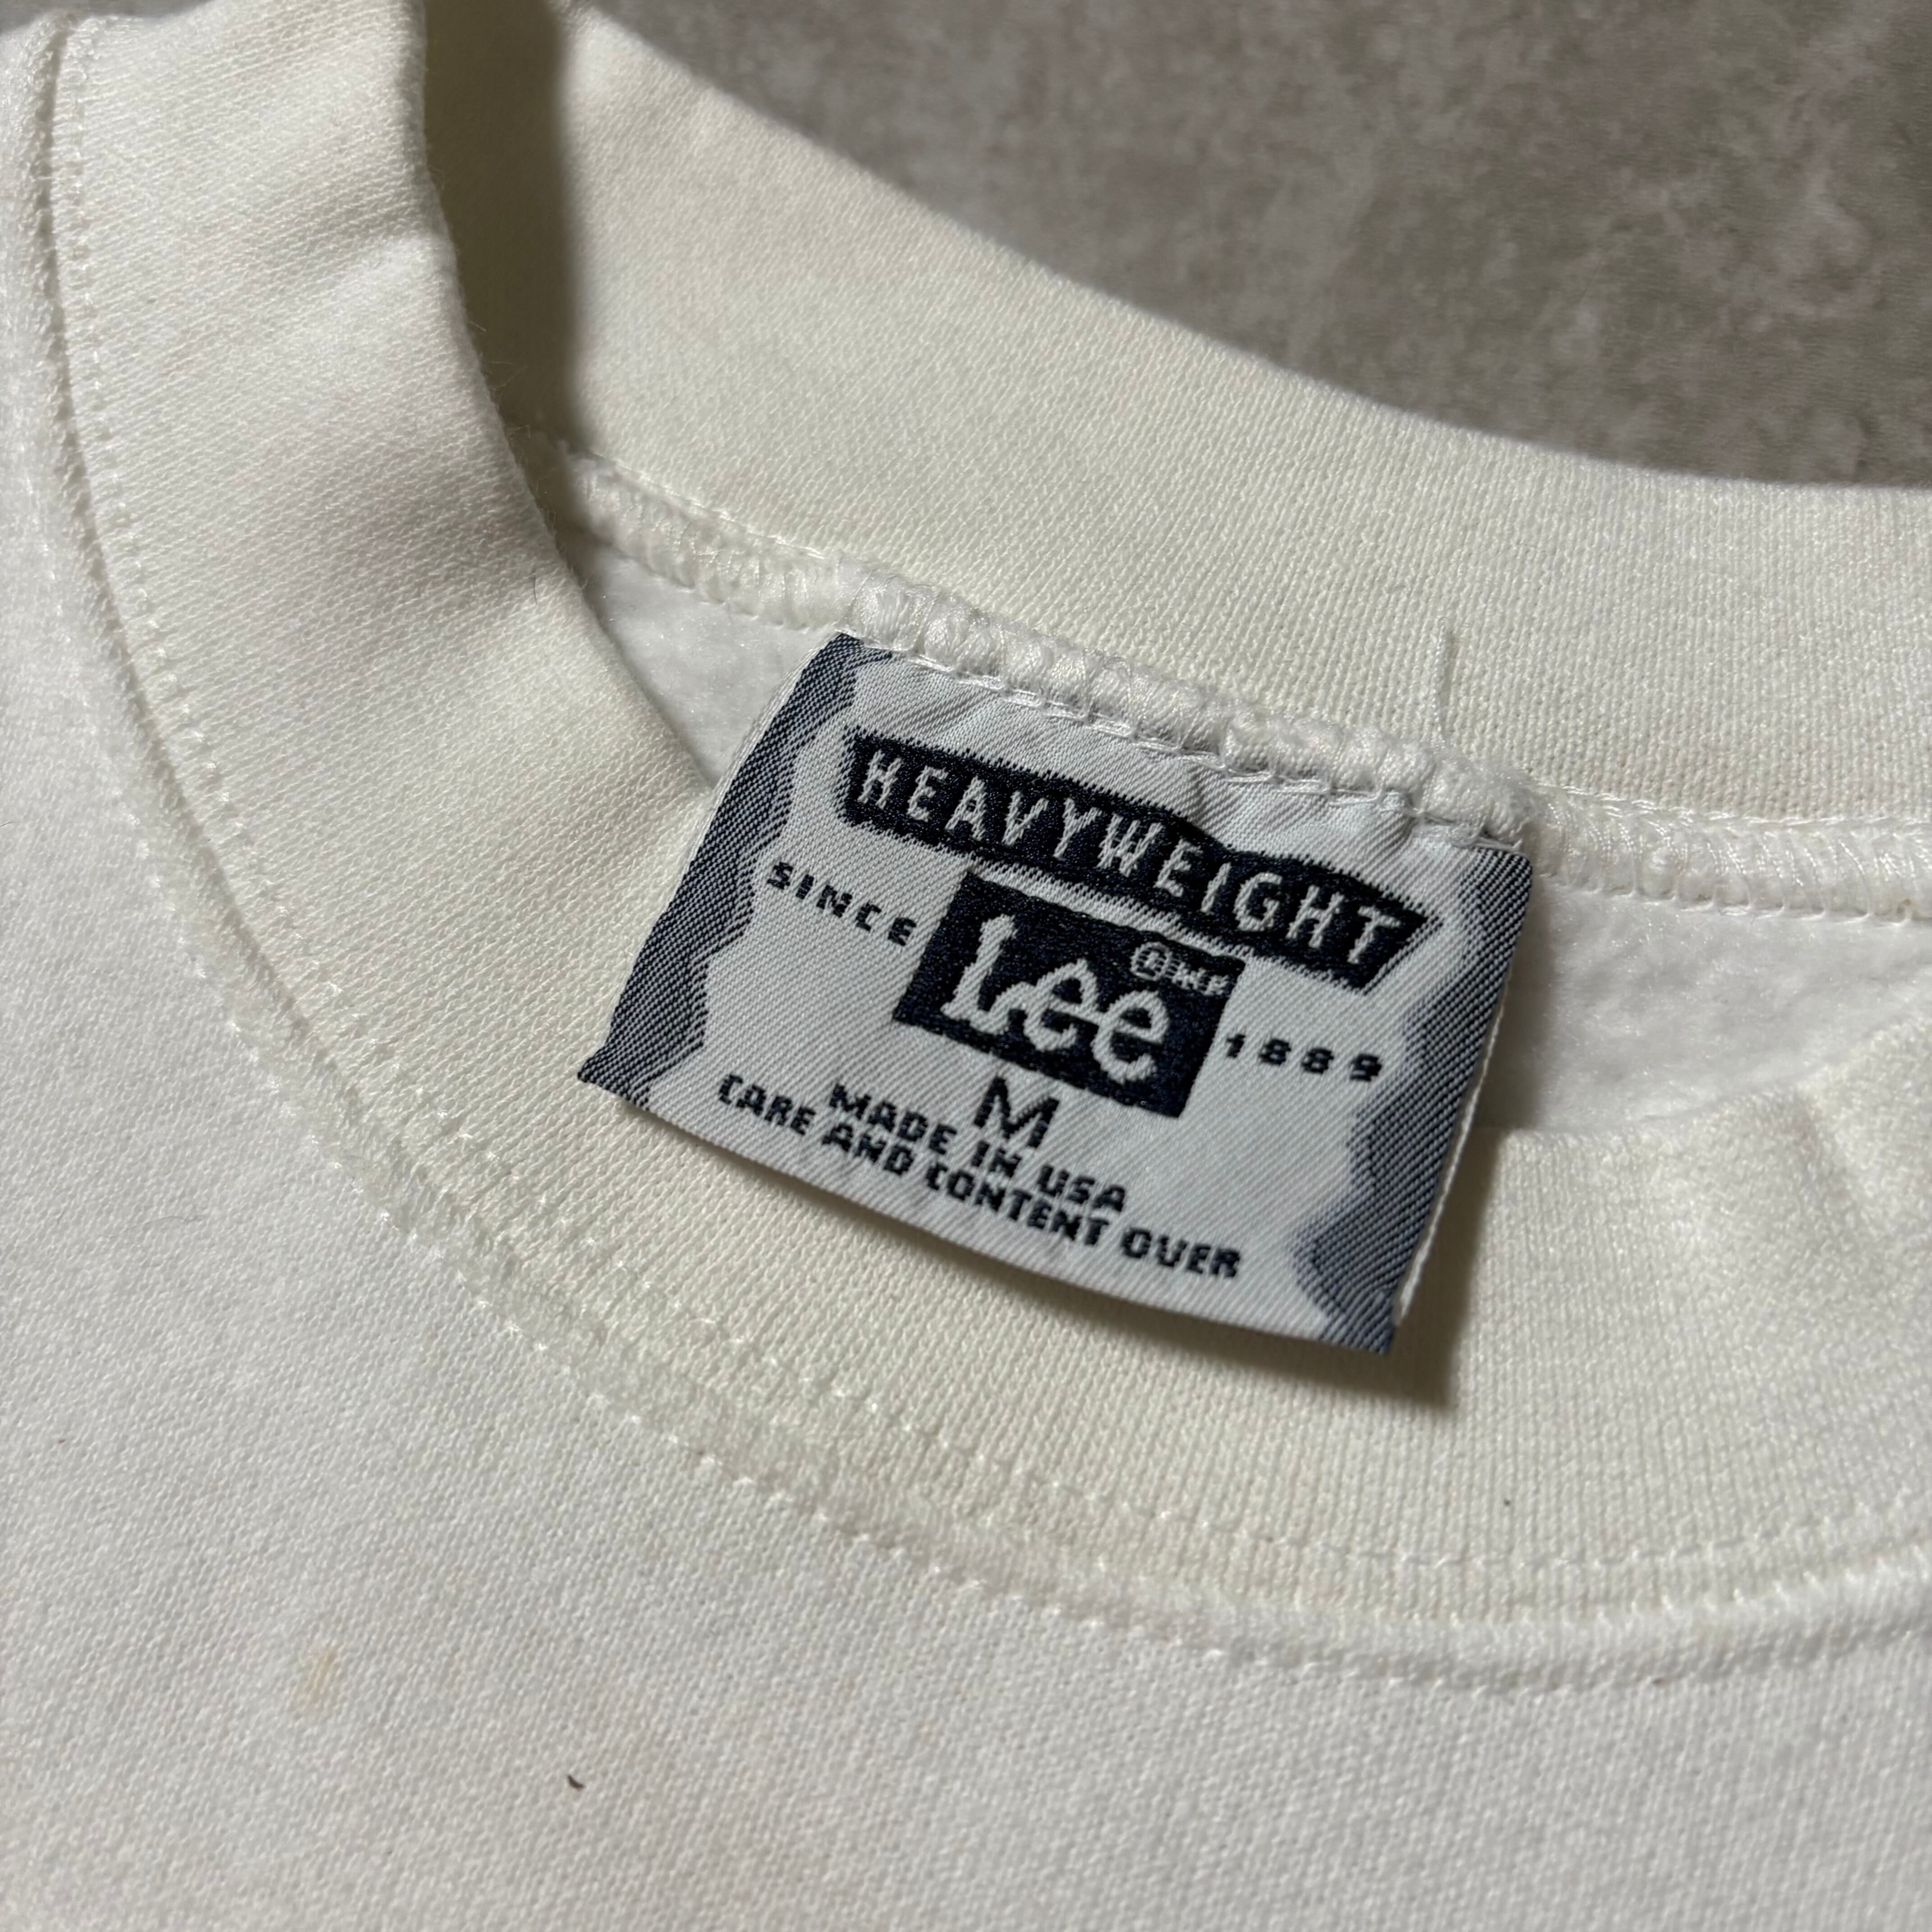 HEAVYWEIGHT
SINCE Lee ® M.R. 1889
M
MADE IN USA
CARE AND CONTENT OVER